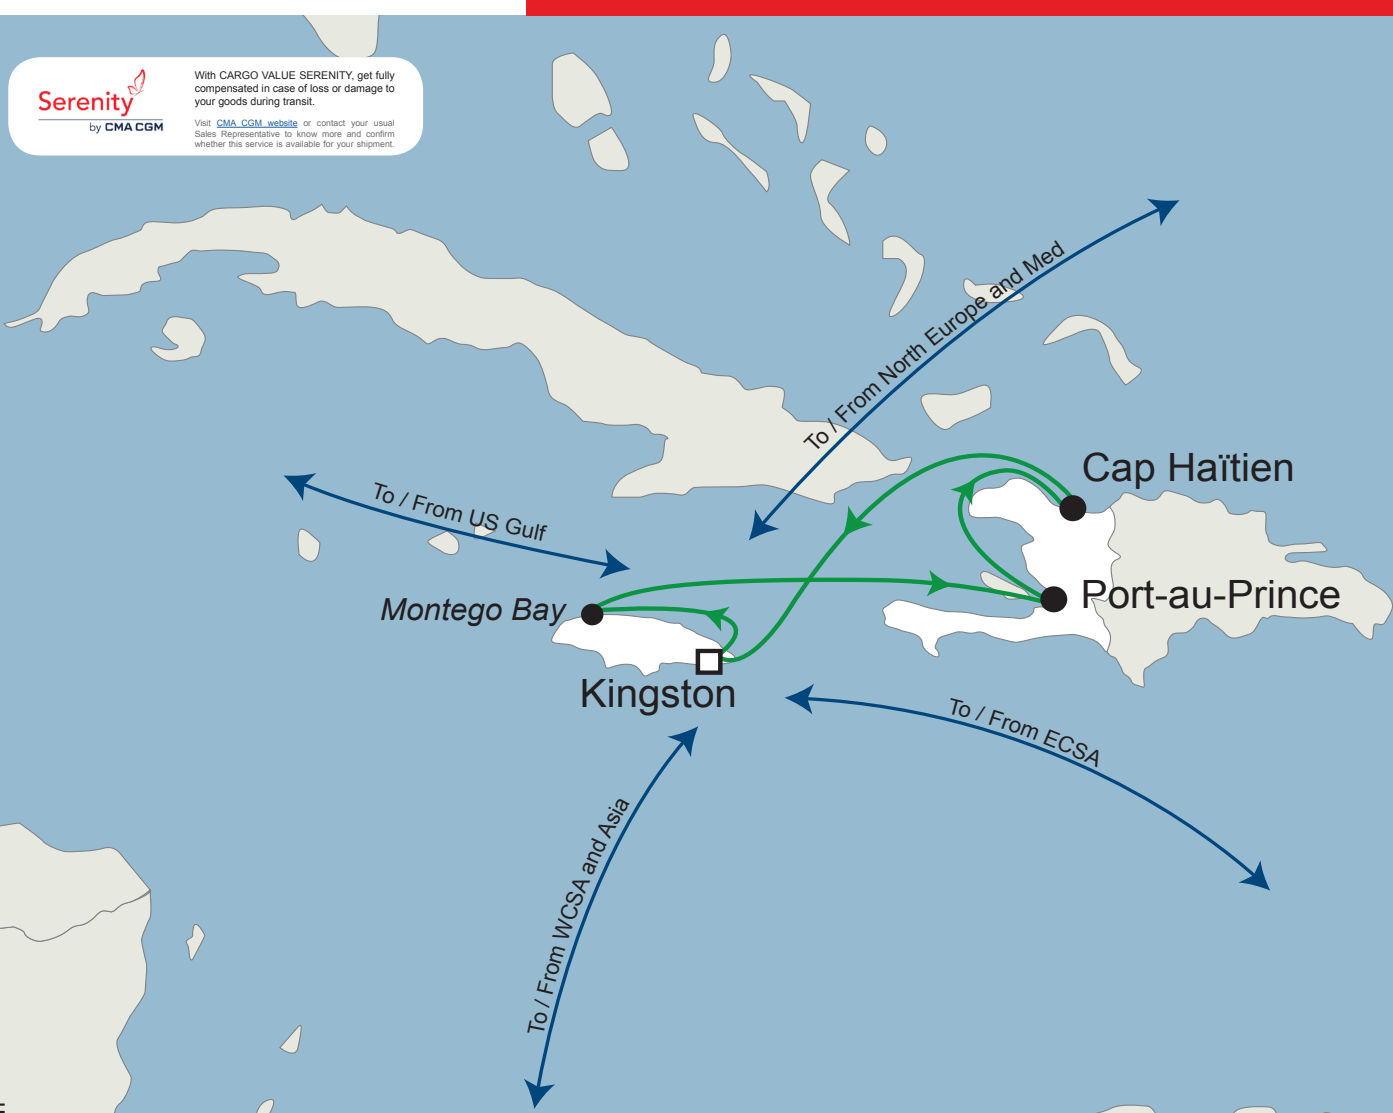 Serenity
by CMA CGM
With CARGO VALUE SERENITY, get fully
compensated in case of loss or damage to
your goods during transit.
Visit CMA CGM website or contact your usual
Sales Representative to know more and confirm
whether this service is available for your shipment.
To / From North Europe and Med
Cap Haïtien
To / From US Gulf
Montego Bay
Port-au-Prince
Kingston
To / From ECSA
To / From WCSA and Asia